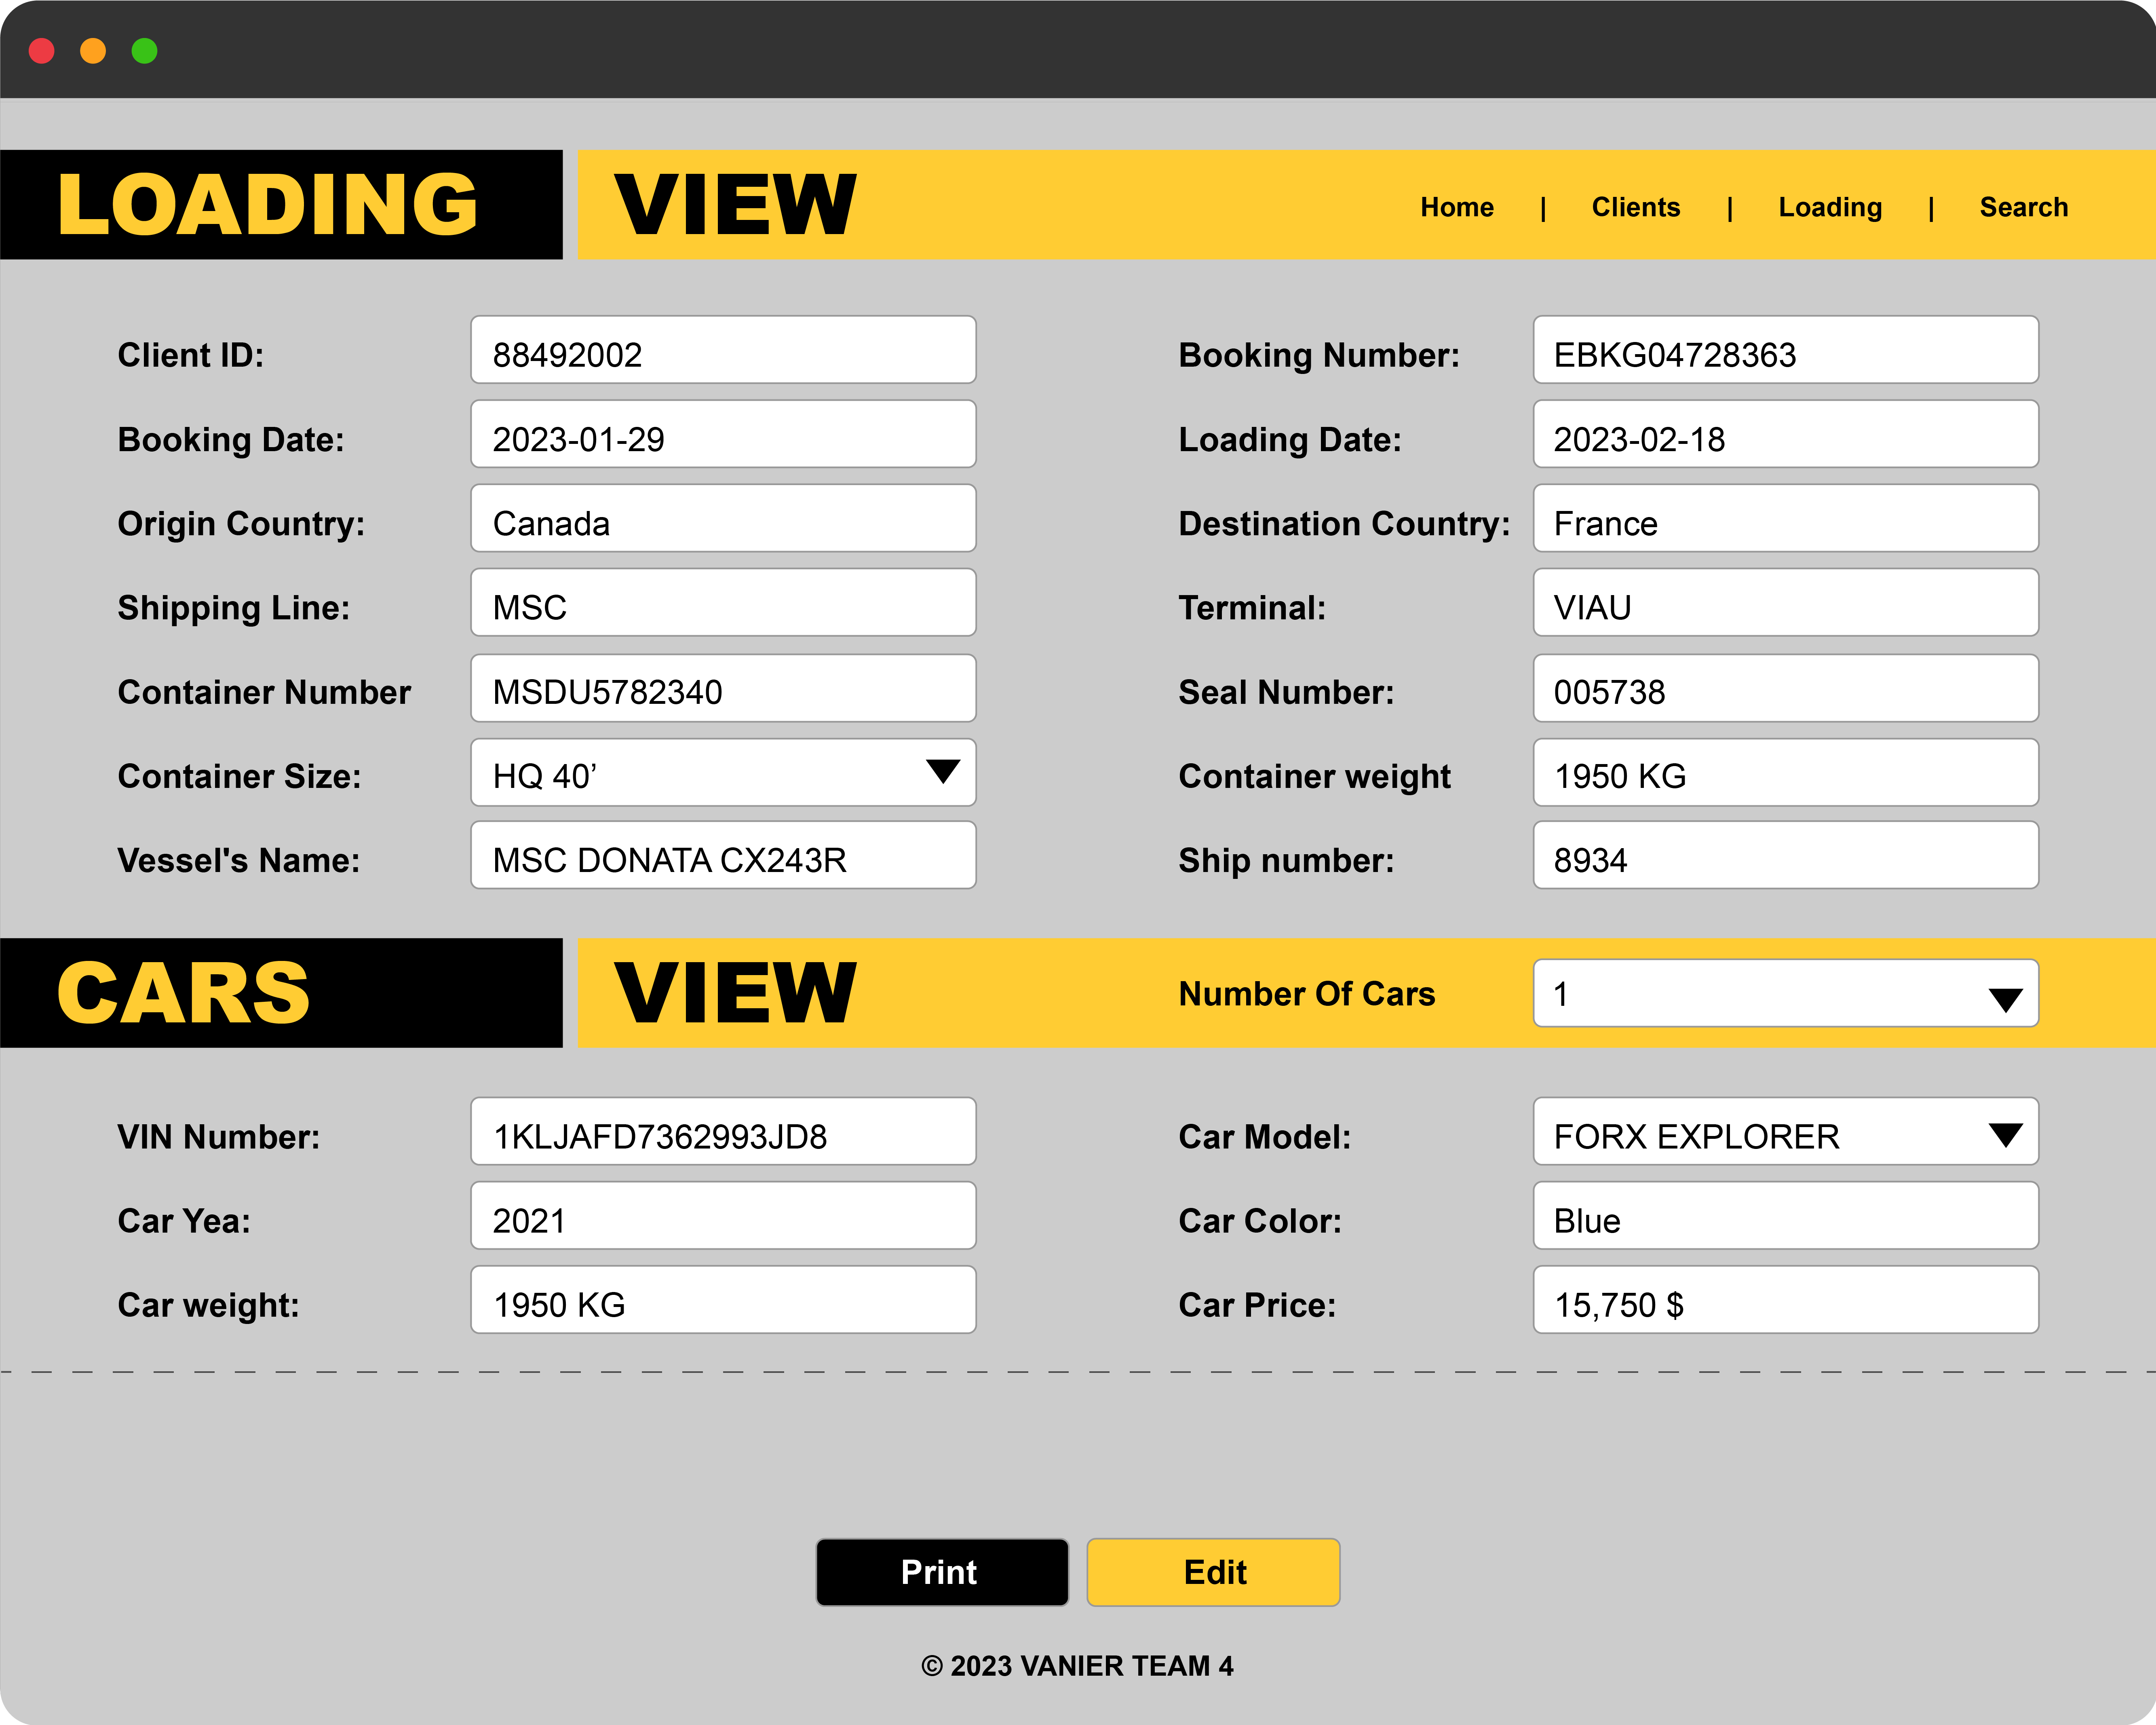 LOADING VIEW Home | Clients | Loading | Search
Client ID: 88492002 Booking Number: EBKG04728363
Booking Date: 2023-01-29 Loading Date: 2023-02-18
Origin Country: Canada Destination Country: France
Shipping Line: MSC Terminal: VIAU
Container Number MSDU5782340 Seal Number: 005738
Container Size: HQ 40’ Container weight 1950 KG
Vessel's Name: MSC DONATA CX243R Ship number: 8934
CARS VIEW Number Of Cars 1
VIN Number: 1KLJAFD7362993JD8 Car Model: FORX EXPLORER
Car Yea: 2021 Car Color: Blue
Car weight: 1950 KG Car Price: 15,750 $
Print Edit
© 2023 VANIER TEAM 4